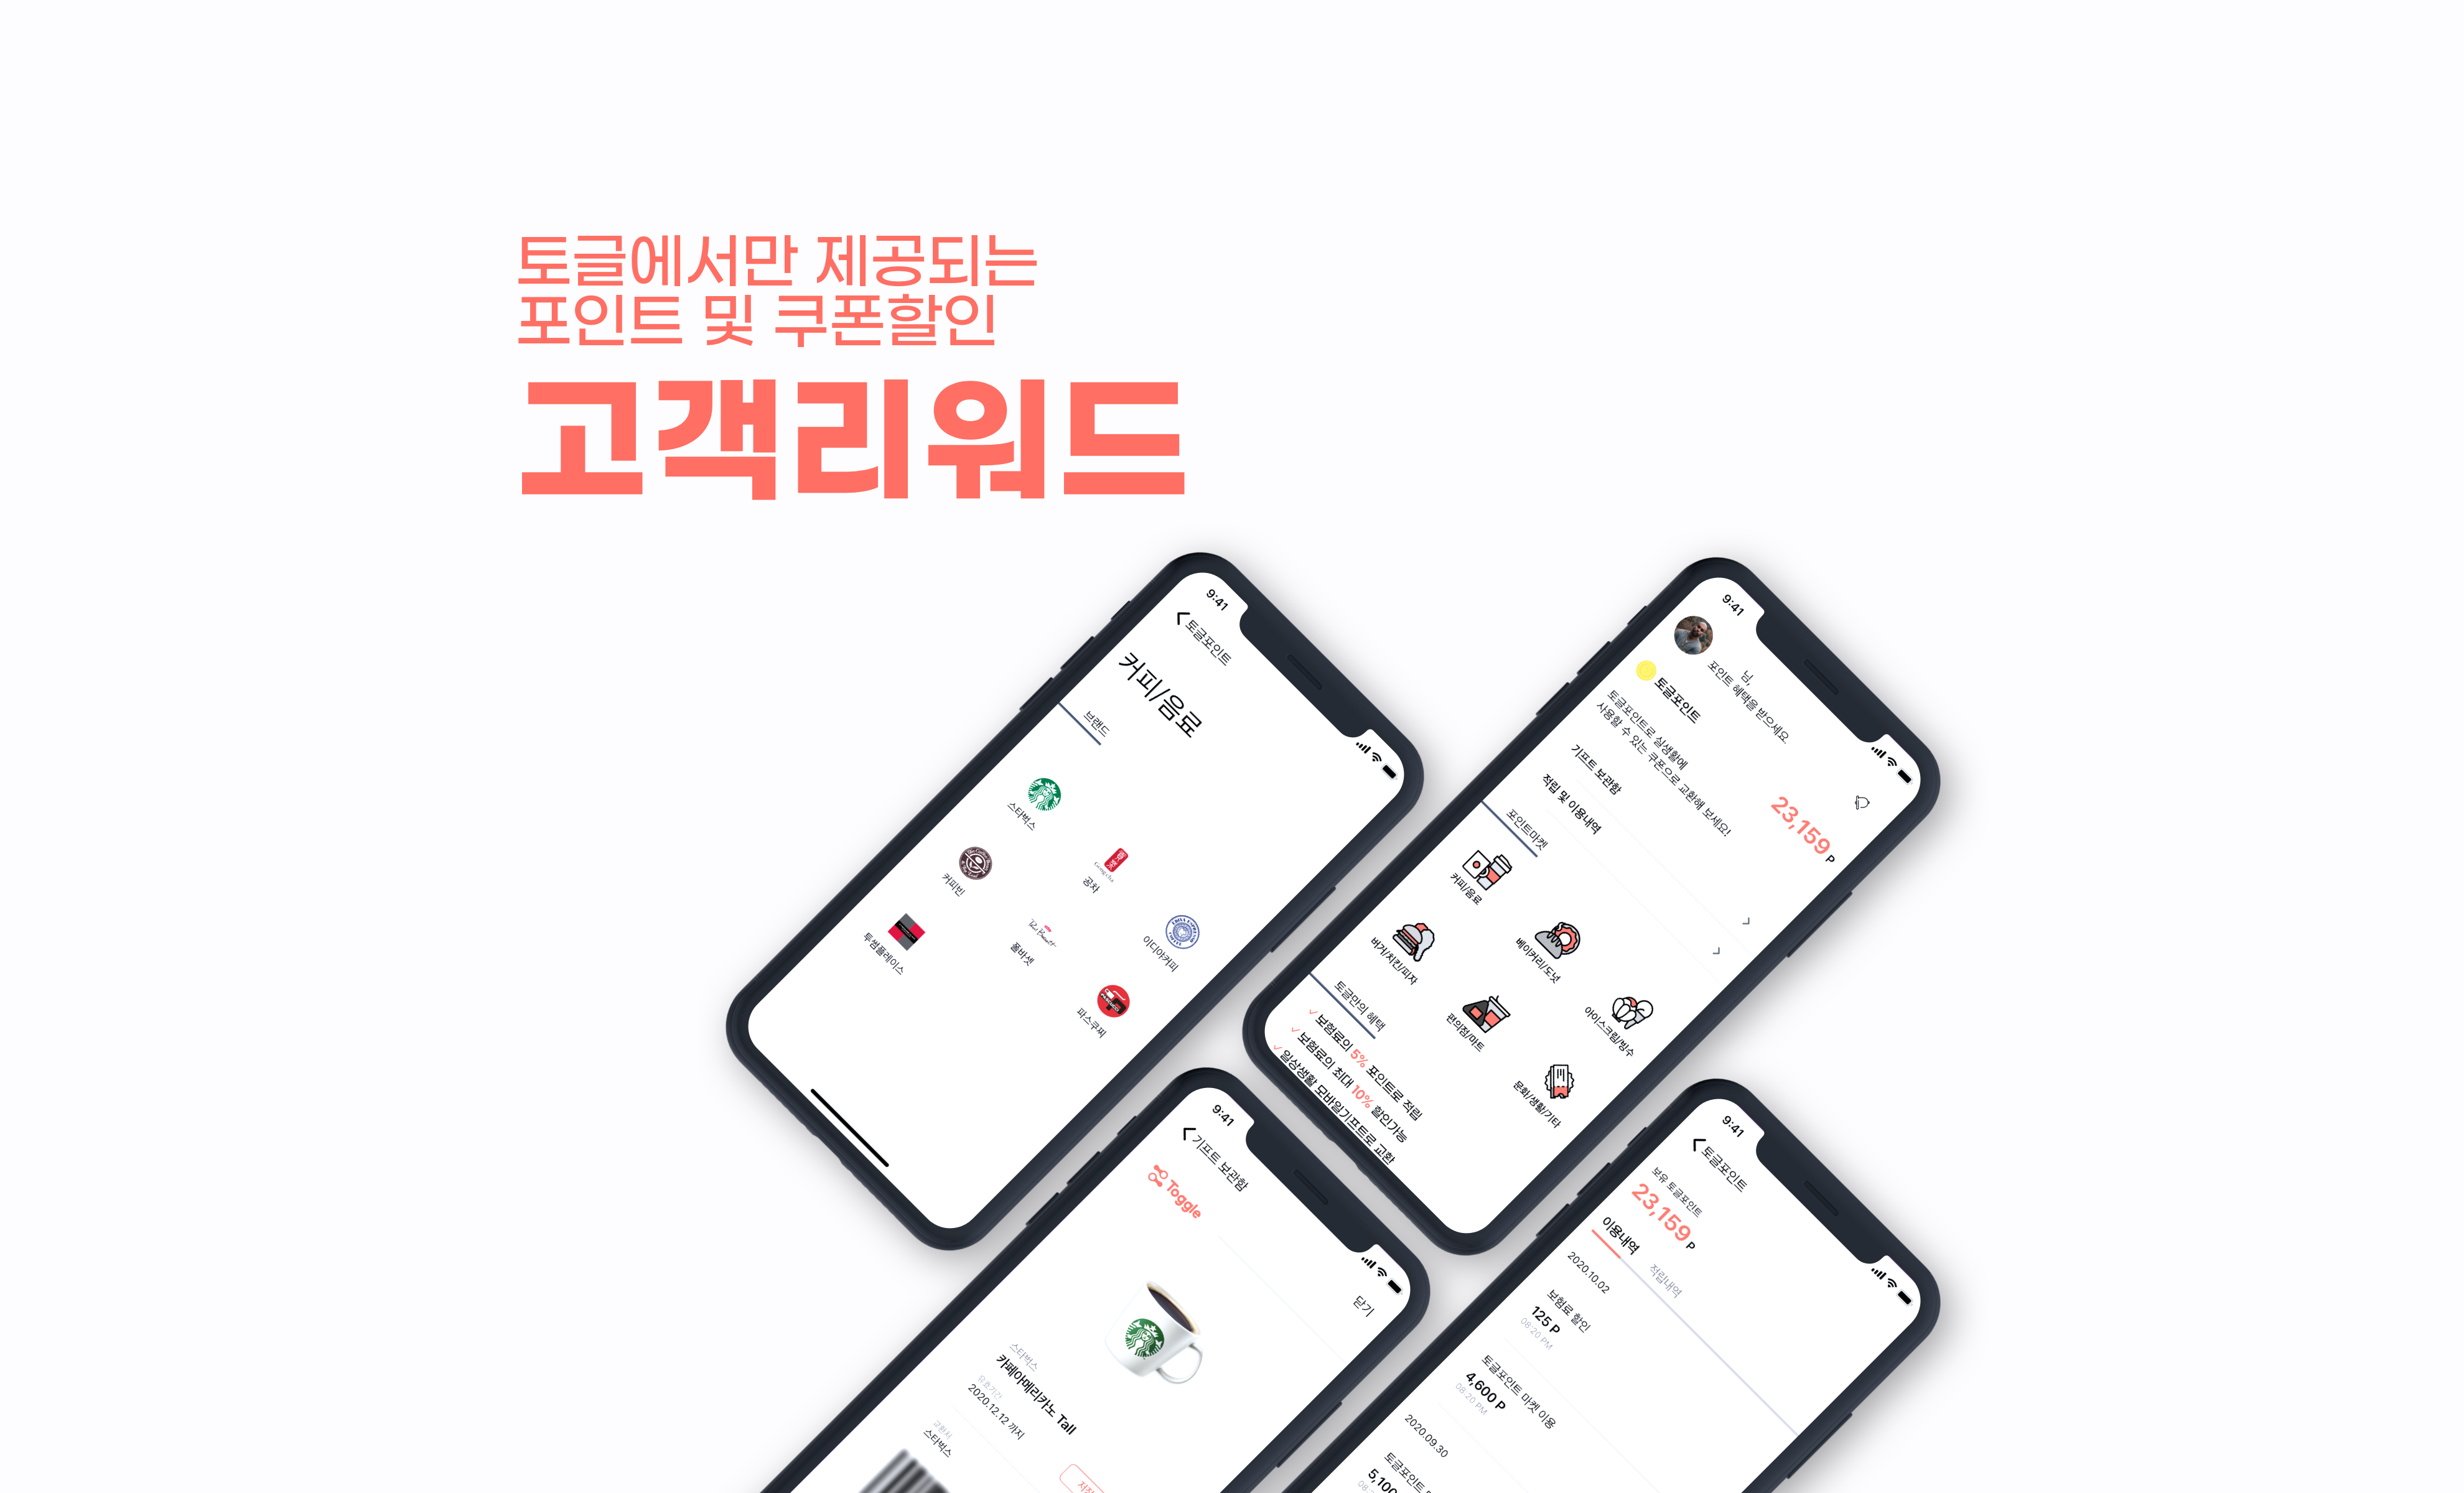 토글에서만 제공되는
포인트 및 쿠폰할인
고객리워드
9:41
토글포인트
커피/음료
브랜드
스타벅스
공차
이디야커피
커피빈
폴바셋
파스쿠찌
투썸플레이스
9:41
님,
포인트 혜택을 받으세요.
토글포인트
23,159 P
토글포인트로 실생활에
사용할 수 있는 쿠폰으로 교환해 보세요!
기프트 보관함
적립 및 이용내역
포인트마켓
커피/음료
베이커리/도넛
아이스크림/빙수
버거/치킨/피자
편의점/마트
문화/생활/기타
토글만의 혜택
보험료의 5% 포인트로 적립
보험료의 최대 10% 할인가능
일상생활 모바일기프트로 교환
9:41
기프트 보관함
닫기
Toggle
스타벅스
카페아메리카노 Tall
유효기간
2020.12.12 까지
교환처
스타벅스
저장
9:41
토글포인트
보유 토글포인트
23,159 P
이용내역
적립내역
2020.10.02
보험료 할인
125 P
08:20 PM
토글포인트 마켓 이용
4,600 P
08:20 PM
2020.09.30
토글포인트
5,100